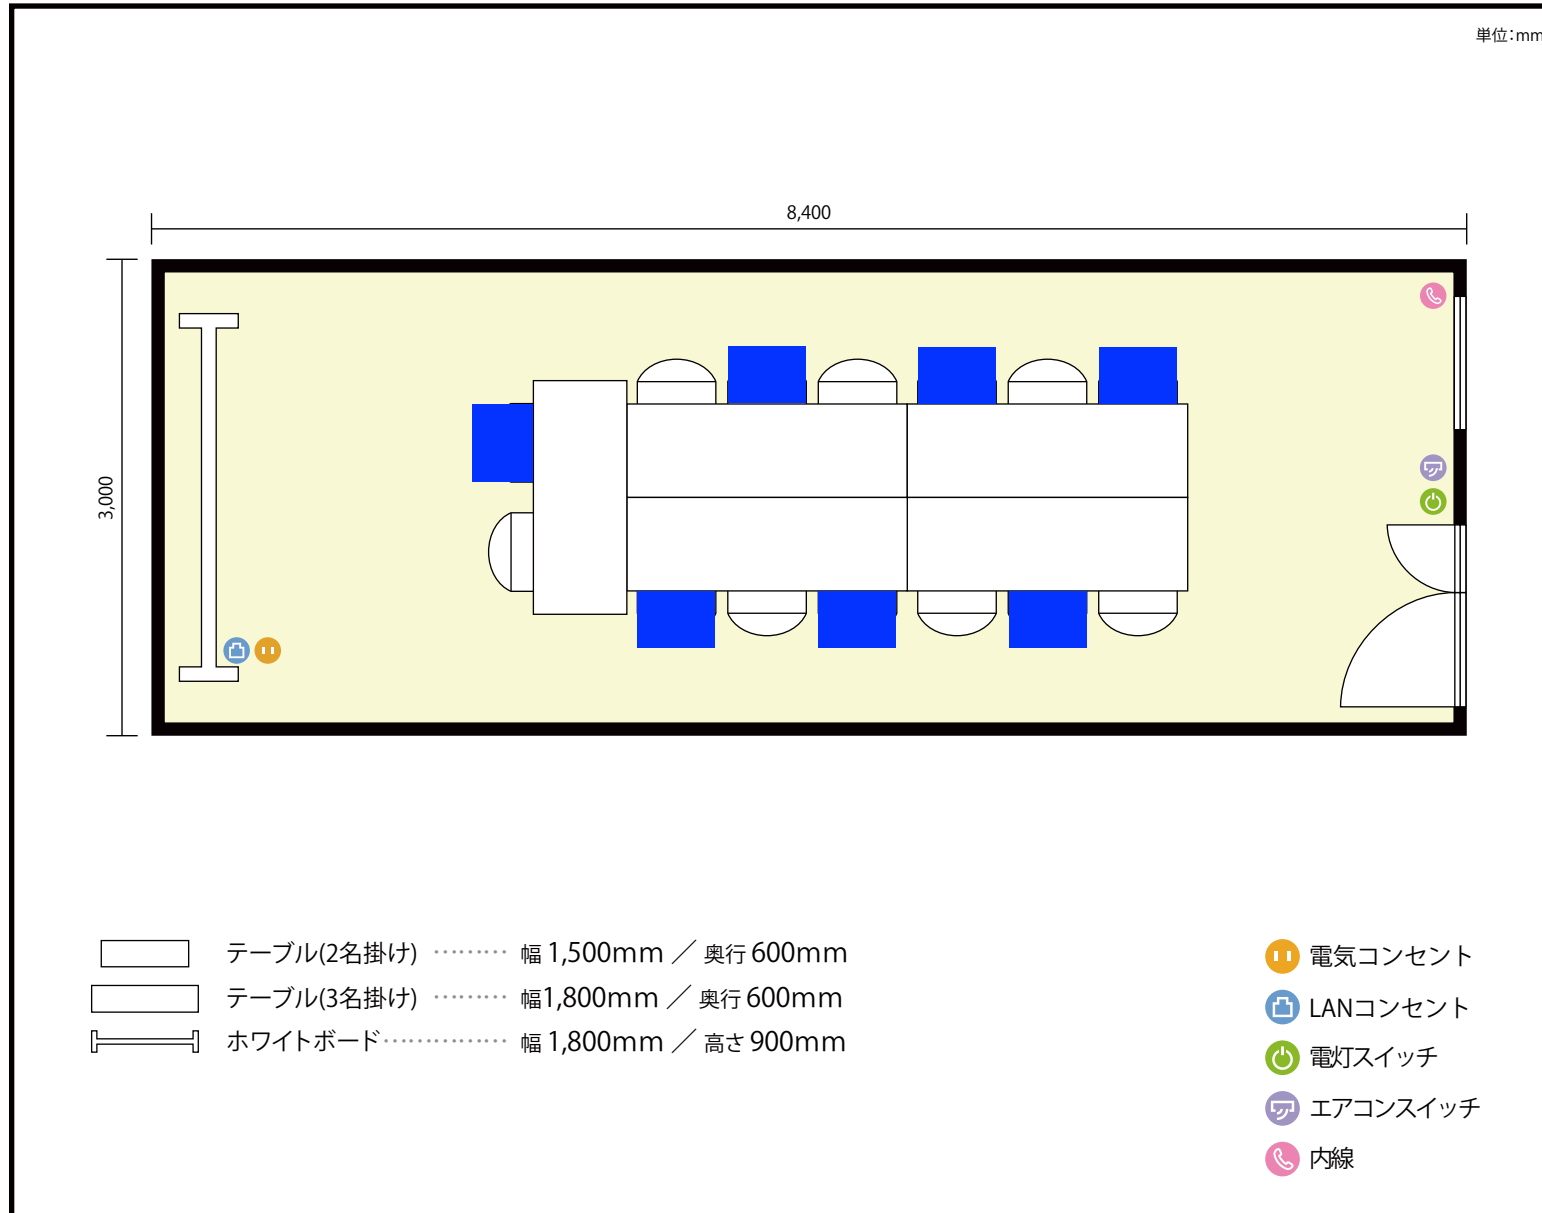 単位:mm
8,400
3,000
テーブル(2名掛け) ……… 幅 1,500mm ／ 奥行 600mm
テーブル(3名掛け) ……… 幅1,800mm ／ 奥行 600mm
ホワイトボード…………… 幅 1,800mm ／ 高さ 900mm
電気コンセント
LANコンセント
電灯スイッチ
エアコンスイッチ
内線